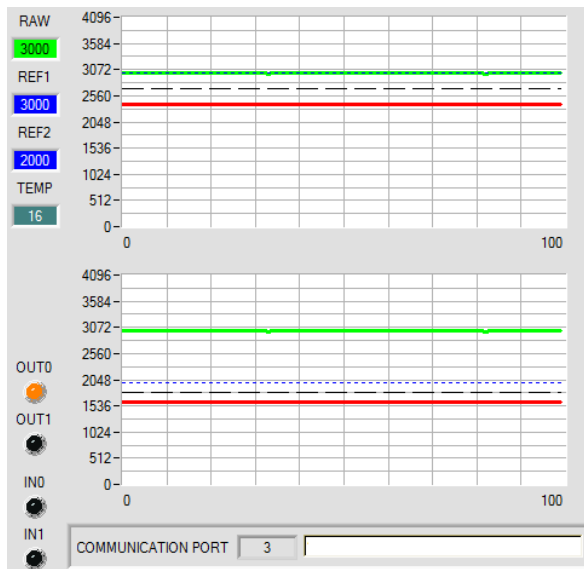 RAW
3000
REF1
3000
REF2
2000
TEMP
16
4096
3584
3072
2560
2048
1536
1024
512
0
0 100
4096
3584
3072
2560
2048
1536
1024
512
0
0 100
OUT0
OUT1
IN0
IN1
COMMUNICATION PORT 3